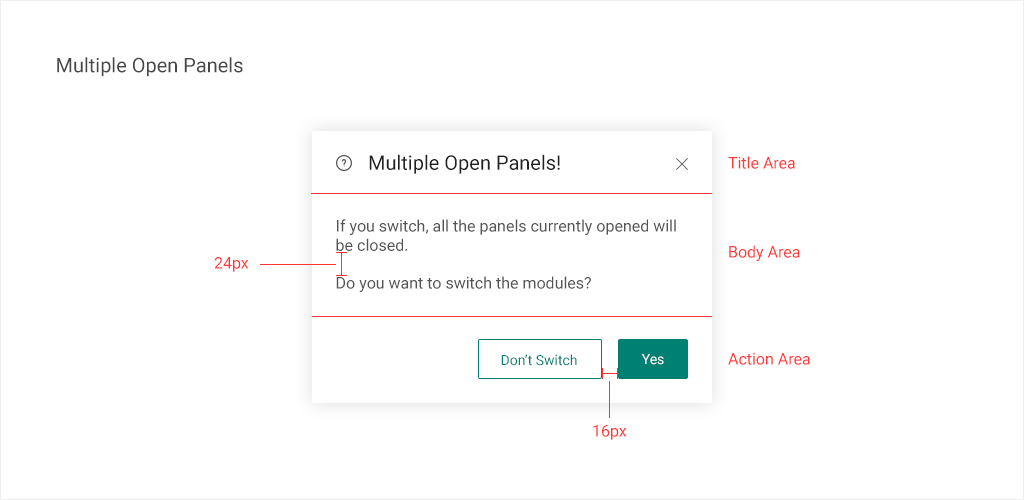 Multiple Open Panels
Multiple Open Panels!
Title Area
If you switch, all the panels currently opened will
be closed.
Body Area
24px
Do you want to switch the modules?
Don't Switch
Yes
Action Area
16px